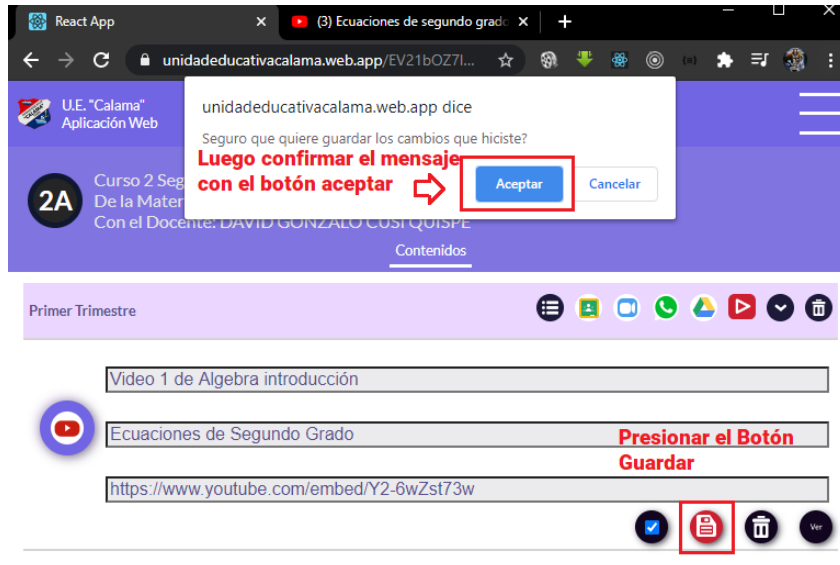 React App
(3) Ecuaciones de segundo grado
unidadeducativacalama.web.app/EV21bOZ7l...
U.E. "Calama"
Aplicación Web
unidadeducativacalama.web.app dice
Seguro que quiere guardar los cambios que hiciste?
Luego confirmar el mensaje
con el botón aceptar
Aceptar
Cancelar
2A
Curso 2 Seg
De la Mater
Con el Docente: DAVID GONZALO CUSI QUISPE
Contenidos
Primer Trimestre
Video 1 de Algebra introducción
Ecuaciones de Segundo Grado
Presionar el Botón
Guardar
https://www.youtube.com/embed/Y2-6wZst73w
Ver